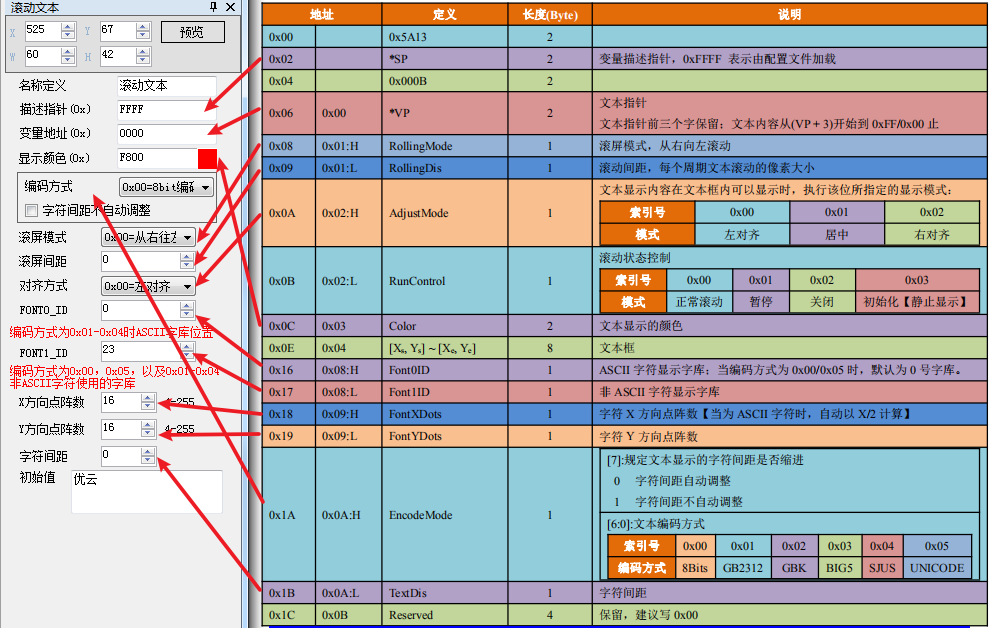 滚动文本
X 525 Y 67 预览
W 60 H 42
名称定义 滚动文本
描述指针(0x) FFFF
变量地址(0x) 0000
显示颜色(0x) F800
编码方式 0x00=8bit编码
字符间距不自动调整
滚屏模式 0x00=从右往左
滚屏间距 0
对齐方式 0x00=左对齐
FONT0_ID 0
编码方式为0x01-0x04时ASCII字库位置
FONT1_ID 23
编码方式为0x00，0x05，以及0x01-0x04
非ASCII字符使用的字库
X方向点阵数 16 4-255
Y方向点阵数 16 4-255
字符间距 0
初始值 优云
地址 定义 长度(Byte) 说明
0x00 0x5A13 2
0x02 *SP 2 变量描述指针，0xFFFF 表示由配置文件加载
0x04 0x000B 2
0x06 0x00 *VP 2 文本指针
文本指针前三个字保留；文本内容从(VP＋3)开始到 0xFF/0x00 止
0x08 0x01:H RollingMode 1 滚屏模式，从右向左滚动
0x09 0x01:L RollingDis 1 滚动间距，每个周期文本滚动的像素大小
0x0A 0x02:H AdjustMode 1 文本显示内容在文本框内可以显示时，执行该位所指定的显示模式：
索引号 0x00 0x01 0x02
模式 左对齐 居中 右对齐
0x0B 0x02:L RunControl 1 滚动状态控制
索引号 0x00 0x01 0x02 0x03
模式 正常滚动 暂停 关闭 初始化【静止显示】
0x0C 0x03 Color 2 文本显示的颜色
0x0E 0x04 [Xs, Ys]～[Xe, Ye] 8 文本框
0x16 0x08:H Font0ID 1 ASCII 字符显示字库；当编码方式为 0x00/0x05 时，默认为 0 号字库。
0x17 0x08:L Font1ID 1 非 ASCII 字符显示字库
0x18 0x09:H FontXDots 1 字符 X 方向点阵数【当为 ASCII 字符时，自动以 X/2 计算】
0x19 0x09:L FontYDots 1 字符 Y 方向点阵数
0x1A 0x0A:H EncodeMode 1 [7]:规定文本显示的字符间距是否缩进
0 字符间距自动调整
1 字符间距不自动调整
[6:0]:文本编码方式
索引号 0x00 0x01 0x02 0x03 0x04 0x05
编码方式 8Bits GB2312 GBK BIG5 SJUS UNICODE
0x1B 0x0A:L TextDis 1 字符间距
0x1C 0x0B Reserved 4 保留，建议写 0x00